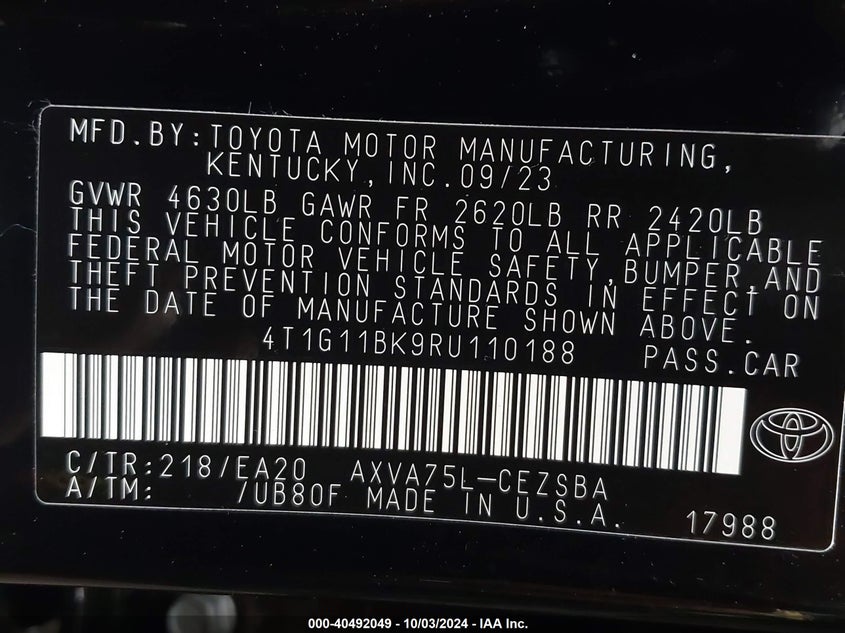 MFD.BY:TOYOTA MOTOR MANUFACTURING,
KENTUCKY,INC.09/23
GVWR 4630LB GAWR FR 2620LB RR 2420LB
THIS VEHICLE CONFORMS TO ALL APPLICABLE
FEDERAL MOTOR VEHICLE SAFETY,BUMPER,AND
THEFT PREVENTION STANDARDS IN EFFECT ON
THE DATE OF MANUFACTURE SHOWN ABOVE.
4T1G11BK9RU110188 PASS.CAR
C/TR:218/EA20 AXVA75L-CEZSBA
A/TM: /UB80F MADE IN U.S.A. 17988
000-40492049 - 10/03/2024 - IAA Inc.